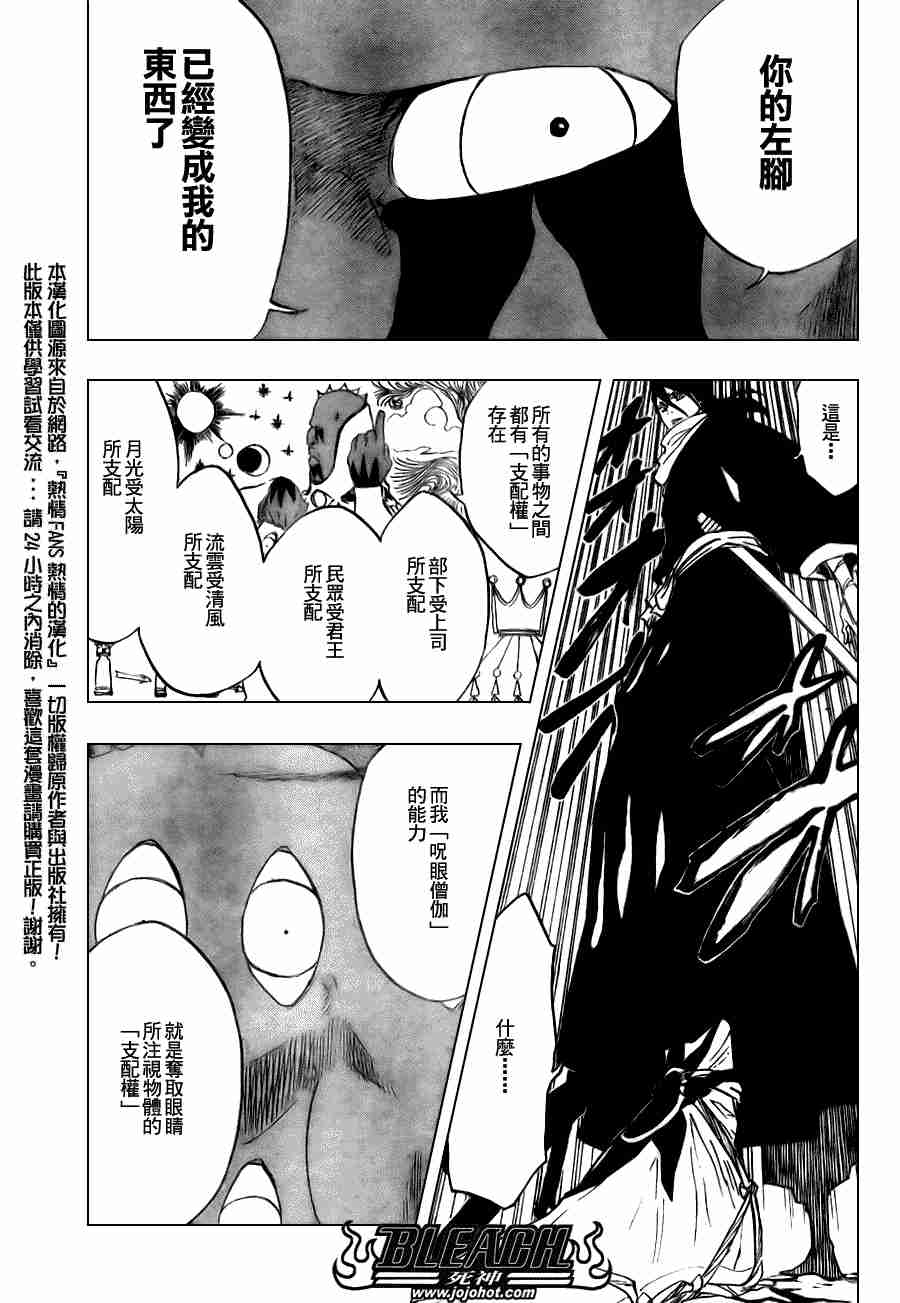 你的左腳
已經變成我的
東西了
這是…
所有的事物之間
都有「支配權」
存在
部下受上司
所支配
民眾受君王
所支配
流雲受清風
所支配
月光受太陽
所支配
什麼……
而我「呪眼僧伽」
的能力
就是奪取眼睛
所注視物體的
「支配權」
本漢化圖源來自於網路，『熱情FANS 熱情的漢化』一切版權歸原作者與出版社擁有！
此版本僅供學習試看交流…請24小時之內消除，喜歡這套漫畫請購買正版！謝謝。
BLEACH
死神
www.jojohot.com